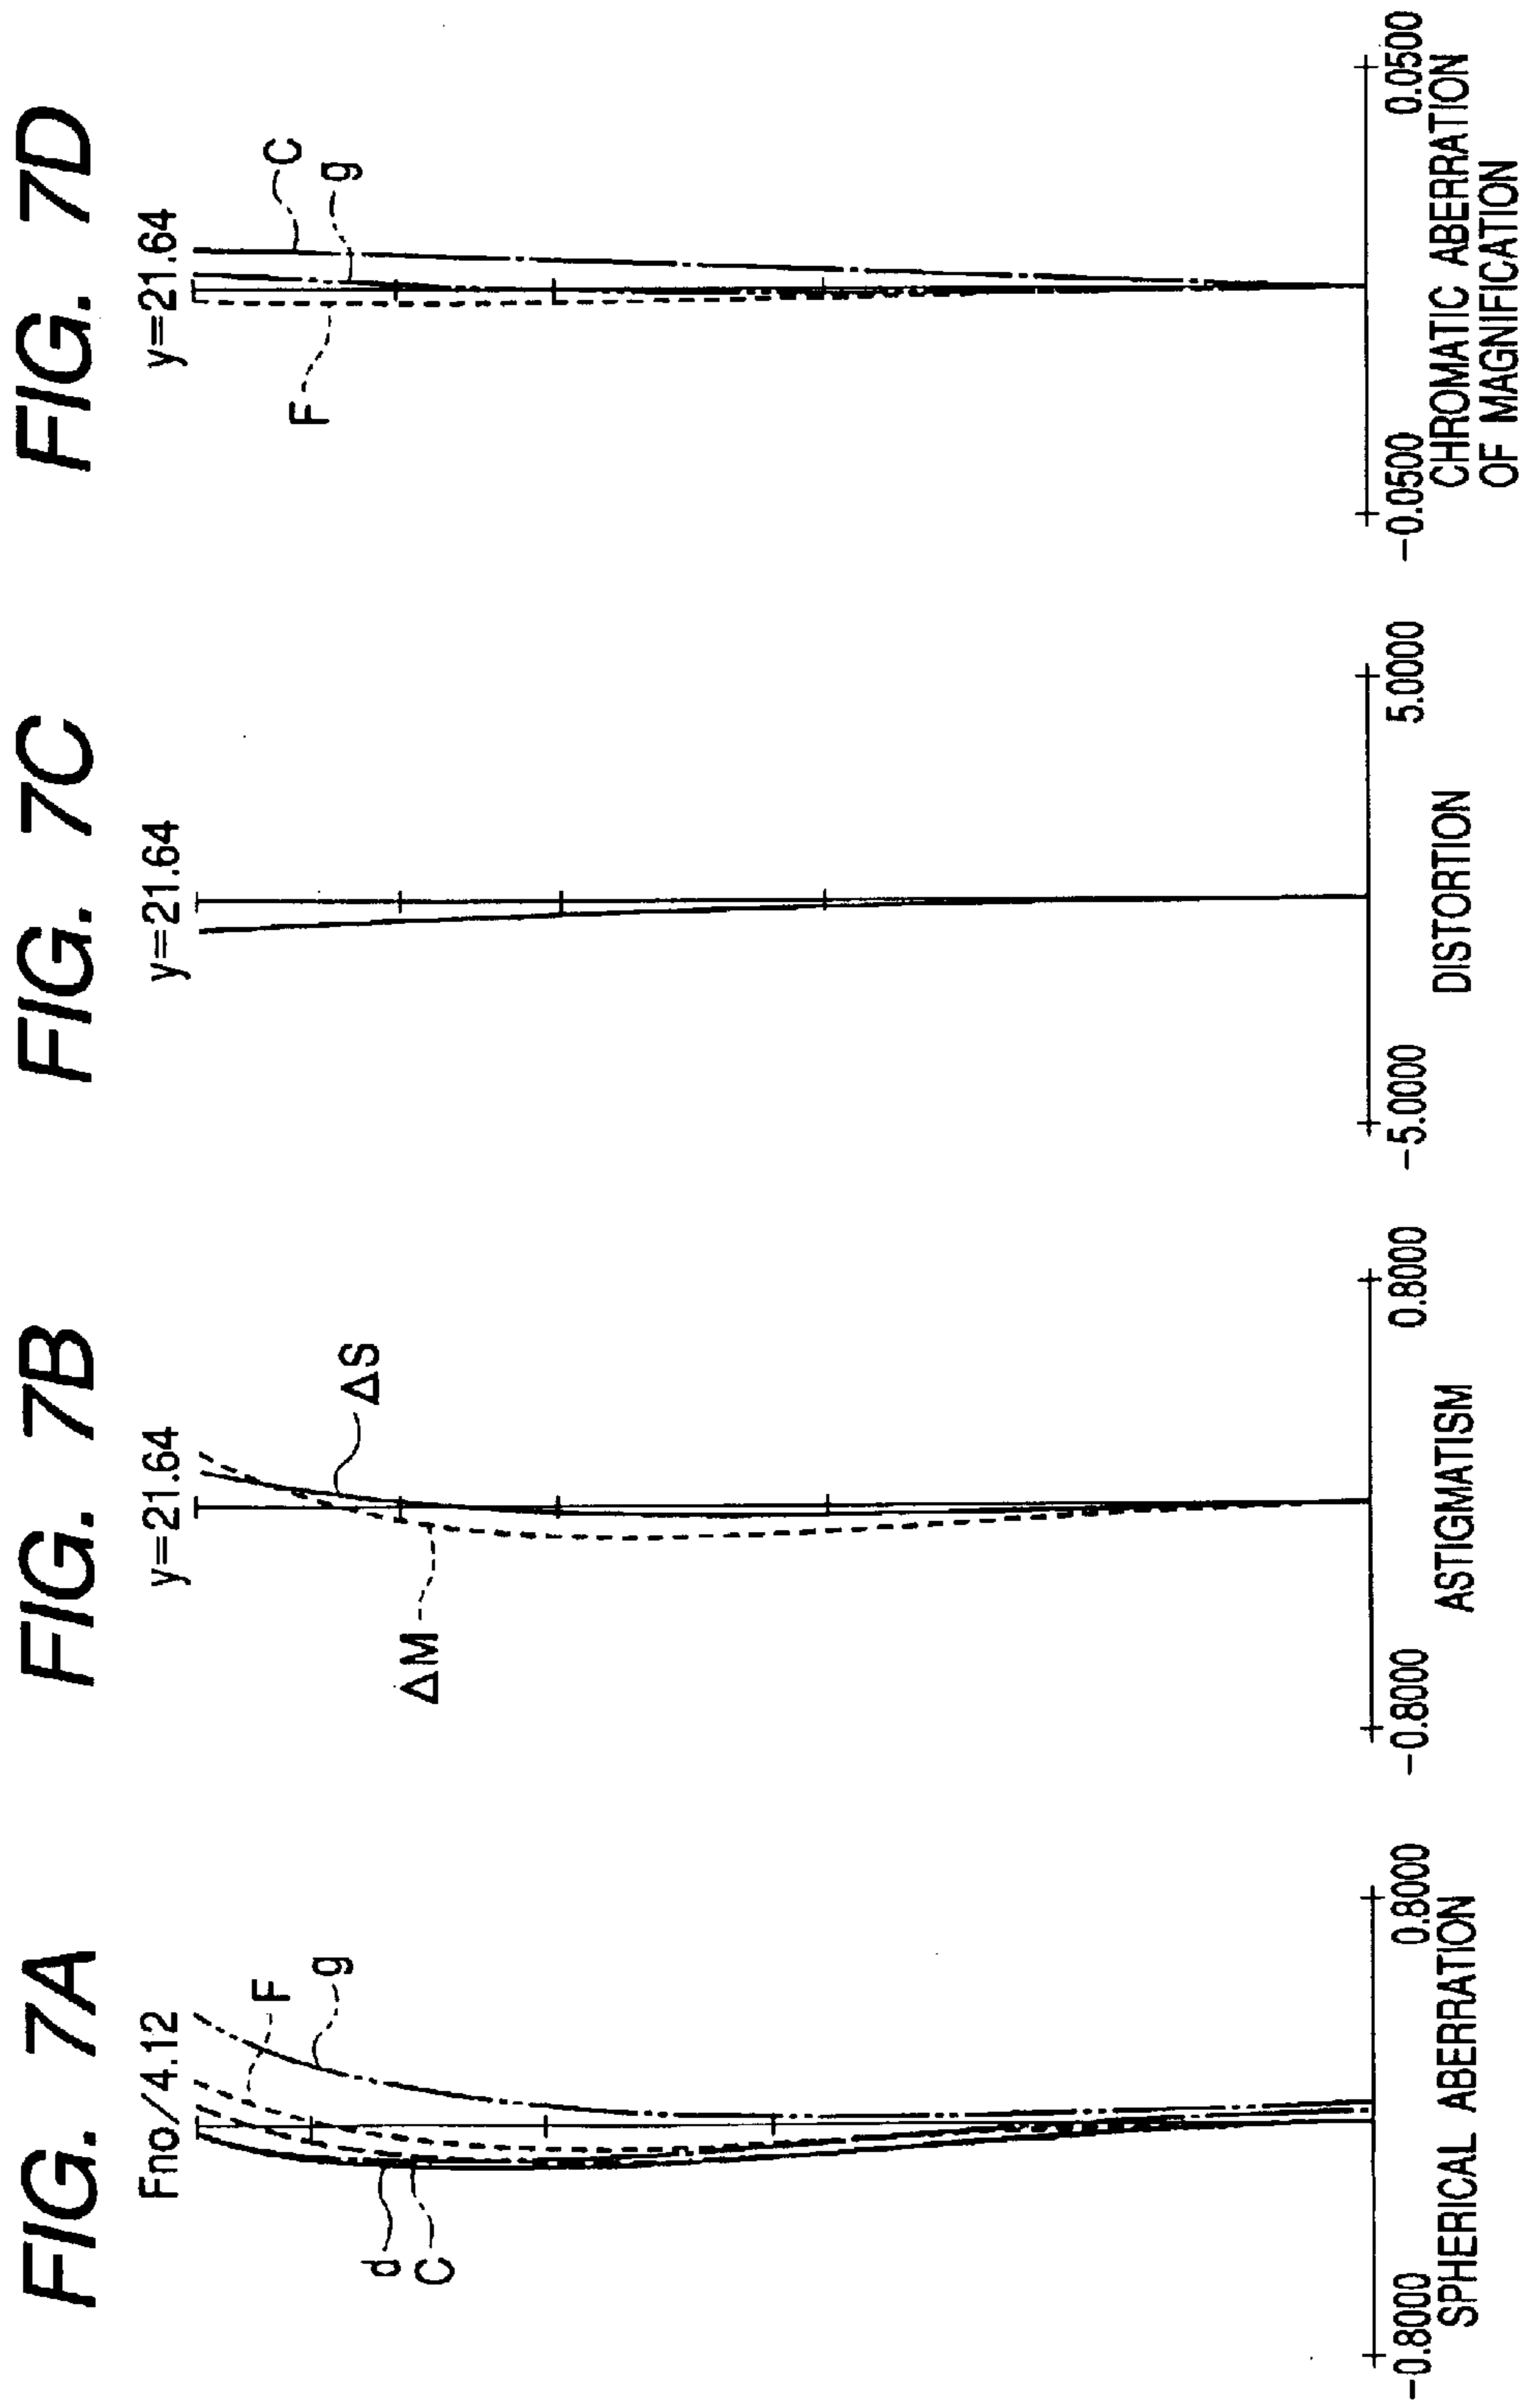 FIG. 7A
Fno/4.12
F
g
d
C
-0.8000
0.8000
SPHERICAL ABERRATION
FIG. 7B
y=21.64
ΔS
ΔM
-0.8000
0.8000
ASTIGMATISM
FIG. 7C
y=21.64
-5.0000
5.0000
DISTORTION
FIG. 7D
y=21.64
C
g
F
-0.0500
0.0500
CHROMATIC ABERRATION
OF MAGNIFICATION